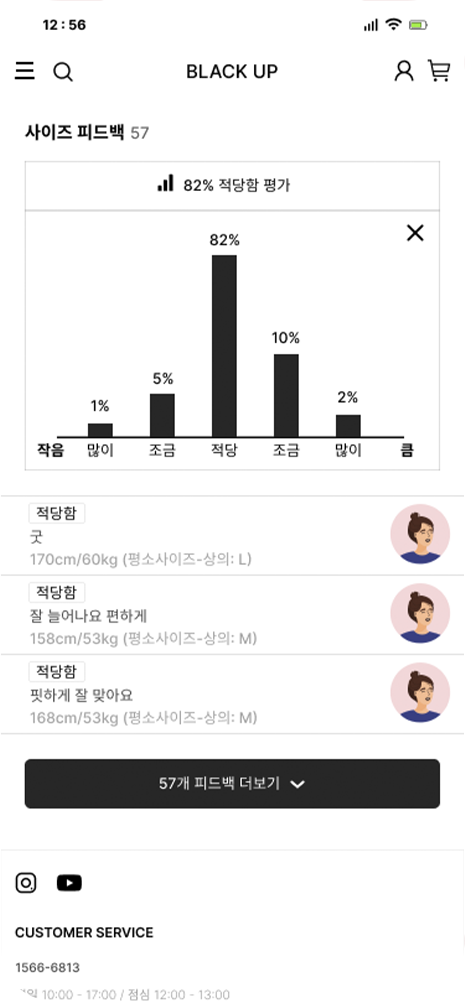 12 : 56
BLACK UP
사이즈 피드백 57
82% 적당함 평가
82%
10%
5%
2%
1%
작음 많이 조금 적당 조금 많이 큼
적당함
굿
170cm/60kg (평소사이즈-상의: L)
적당함
잘 늘어나요 편하게
158cm/53kg (평소사이즈-상의: M)
적당함
핏하게 잘 맞아요
168cm/53kg (평소사이즈-상의: M)
57개 피드백 더보기
CUSTOMER SERVICE
1566-6813
10:00 - 17:00 / 점심 12:00 - 13:00